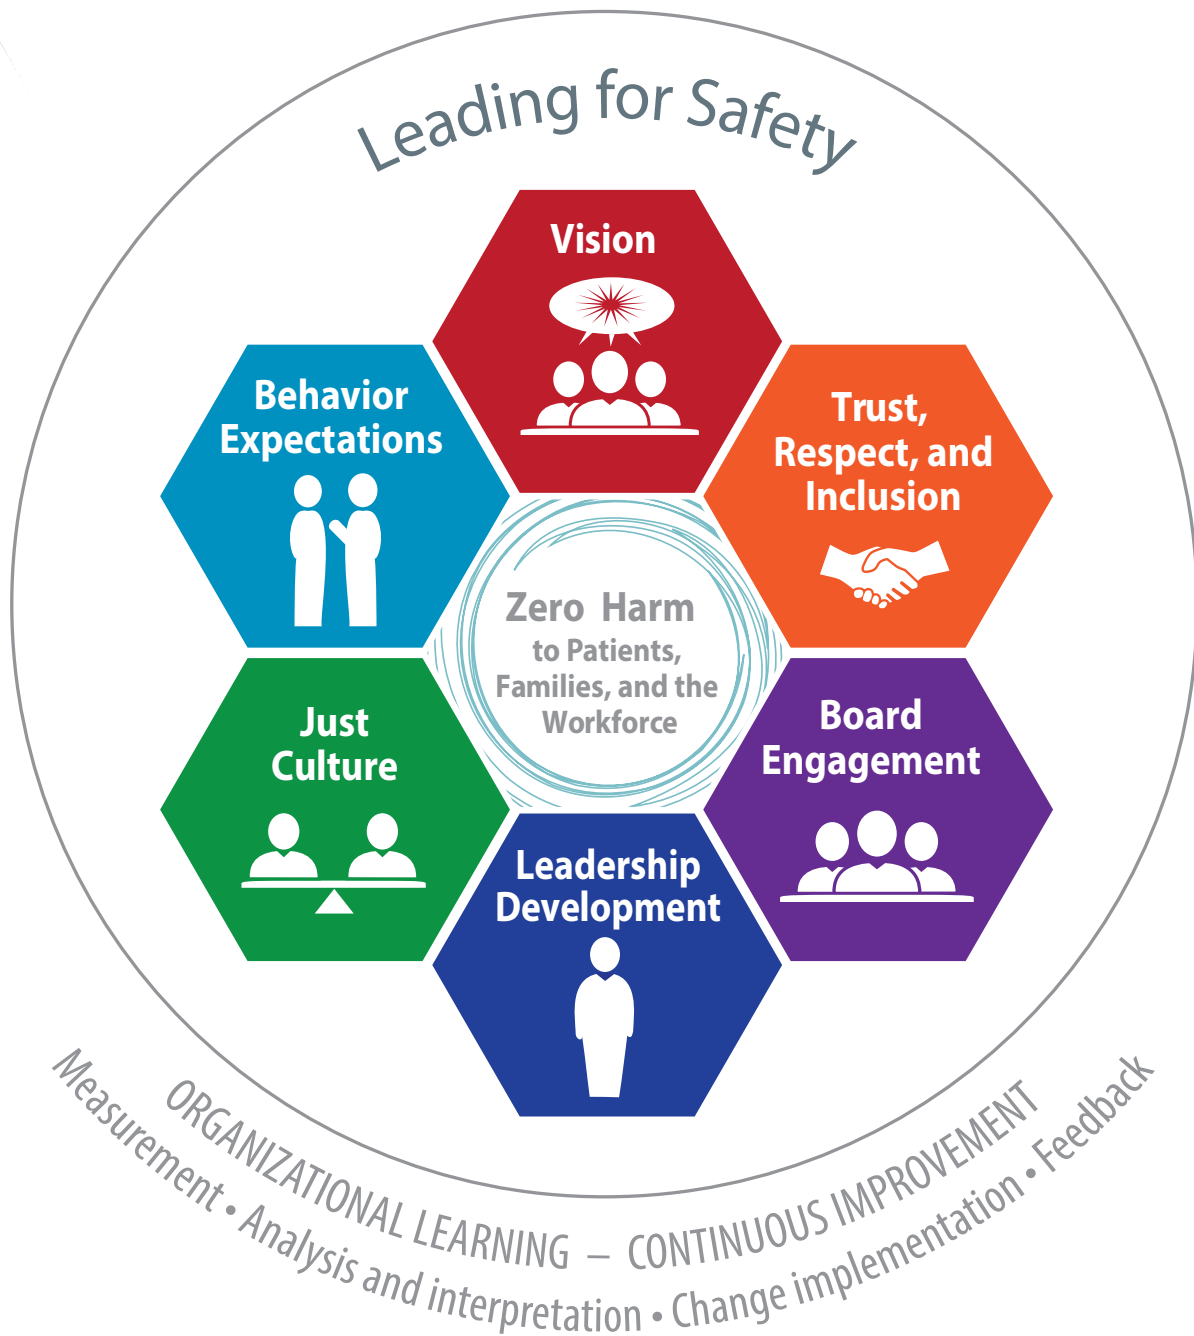 Leading for Safety
Vision
Behavior
Expectations
Trust,
Respect, and
Inclusion
Zero Harm
to Patients,
Families, and the
Workforce
Just
Culture
Board
Engagement
Leadership
Development
ORGANIZATIONAL LEARNING – CONTINUOUS IMPROVEMENT
Measurement • Analysis and interpretation • Change implementation • Feedback